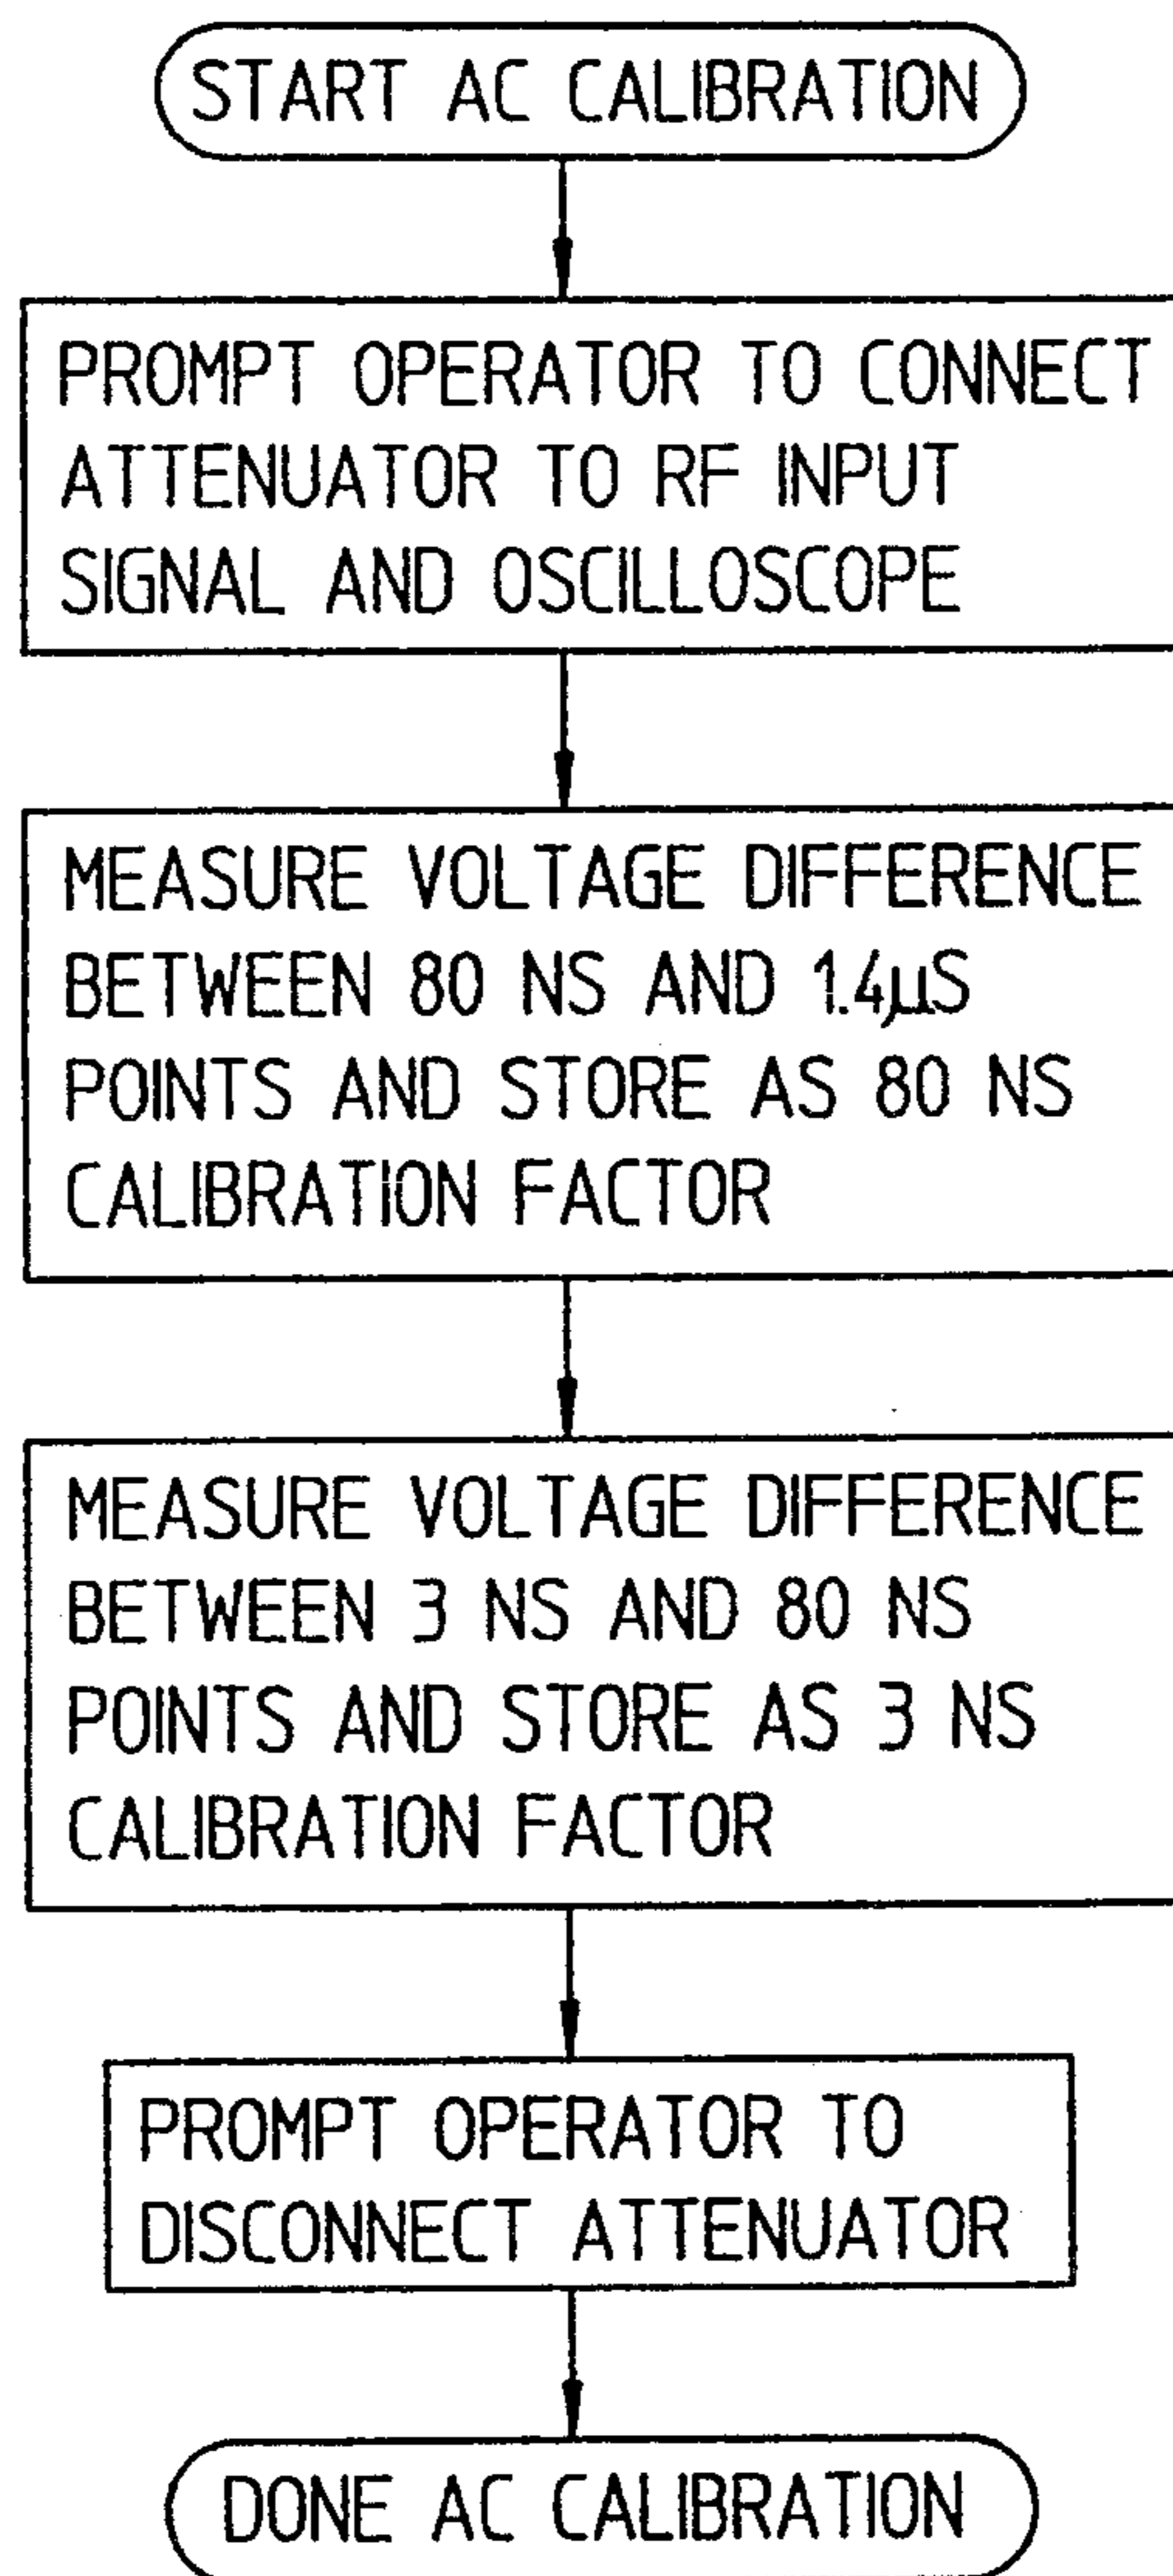 START AC CALIBRATION
PROMPT OPERATOR TO CONNECT
ATTENUATOR TO RF INPUT
SIGNAL AND OSCILLOSCOPE
MEASURE VOLTAGE DIFFERENCE
BETWEEN 80 NS AND 1.4µS
POINTS AND STORE AS 80 NS
CALIBRATION FACTOR
MEASURE VOLTAGE DIFFERENCE
BETWEEN 3 NS AND 80 NS
POINTS AND STORE AS 3 NS
CALIBRATION FACTOR
PROMPT OPERATOR TO
DISCONNECT ATTENUATOR
DONE AC CALIBRATION